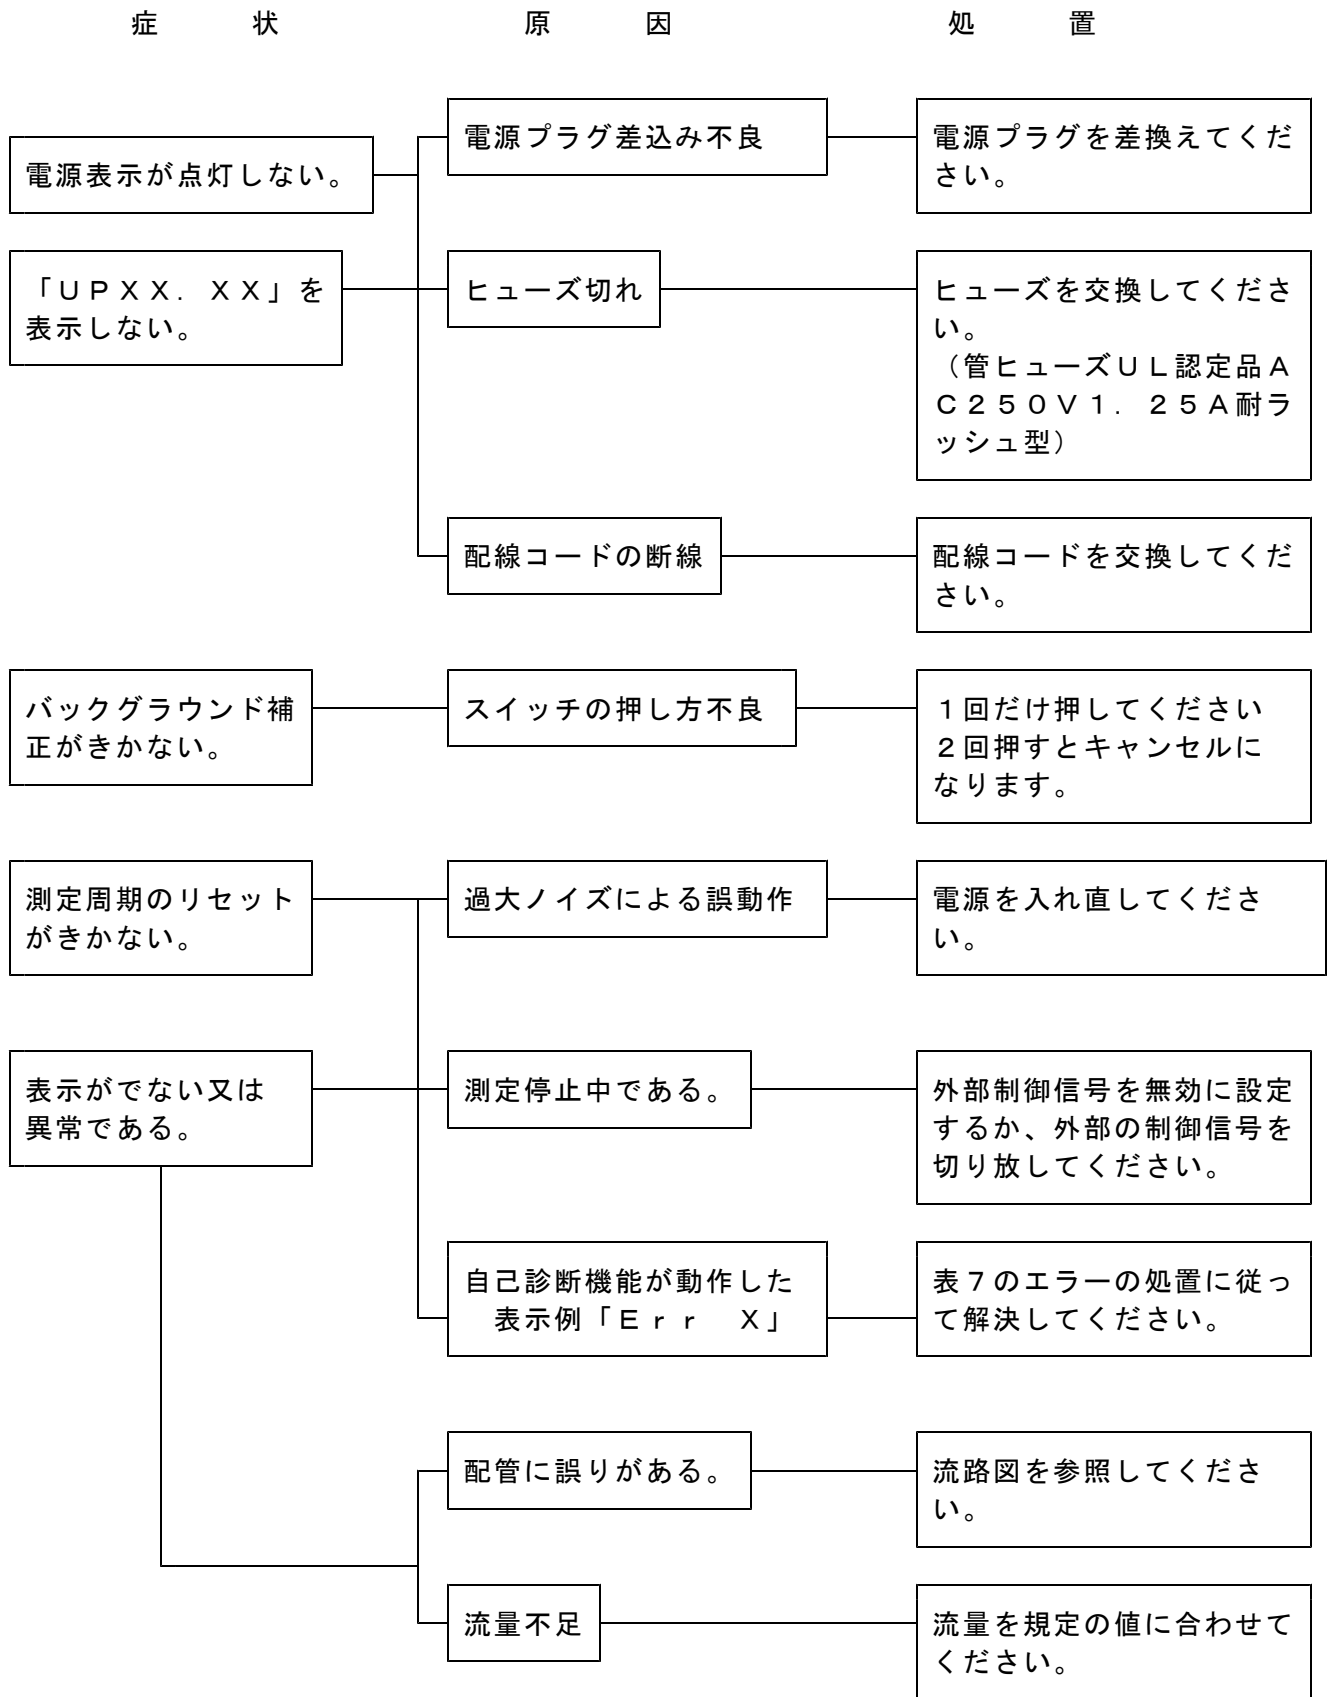 症　状　原　因　処　置
電源表示が点灯しない。
電源プラグ差込み不良
電源プラグを差換えてくだ
さい。
「ＵＰＸＸ．ＸＸ」を
表示しない。
ヒューズ切れ
ヒューズを交換してくださ
い。
（管ヒューズＵＬ認定品Ａ
Ｃ２５０Ｖ１．２５Ａ耐ラ
ッシュ型）
配線コードの断線
配線コードを交換してくだ
さい。
バックグラウンド補
正がきかない。
スイッチの押し方不良
１回だけ押してください
２回押すとキャンセルに
なります。
測定周期のリセット
がきかない。
過大ノイズによる誤動作
電源を入れ直してくださ
い。
表示がでない又は
異常である。
測定停止中である。
外部制御信号を無効に設定
するか、外部の制御信号を
切り放してください。
自己診断機能が動作した
表示例「Ｅｒｒ　Ｘ」
表７のエラーの処置に従っ
て解決してください。
配管に誤りがある。
流路図を参照してくださ
い。
流量不足
流量を規定の値に合わせて
ください。